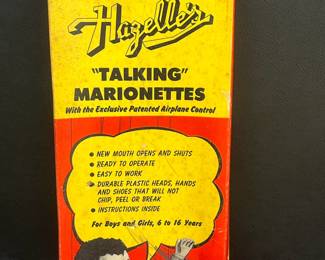 Hazelle's
"TALKING"
MARIONETTES
With the Exclusive Patented Airplane Control
• NEW MOUTH OPENS AND SHUTS
• READY TO OPERATE
• EASY TO WORK
• DURABLE PLASTIC HEADS, HANDS
AND SHOES THAT WILL NOT
CHIP, PEEL OR BREAK
• INSTRUCTIONS INSIDE
For Boys and Girls, 6 to 16 Years